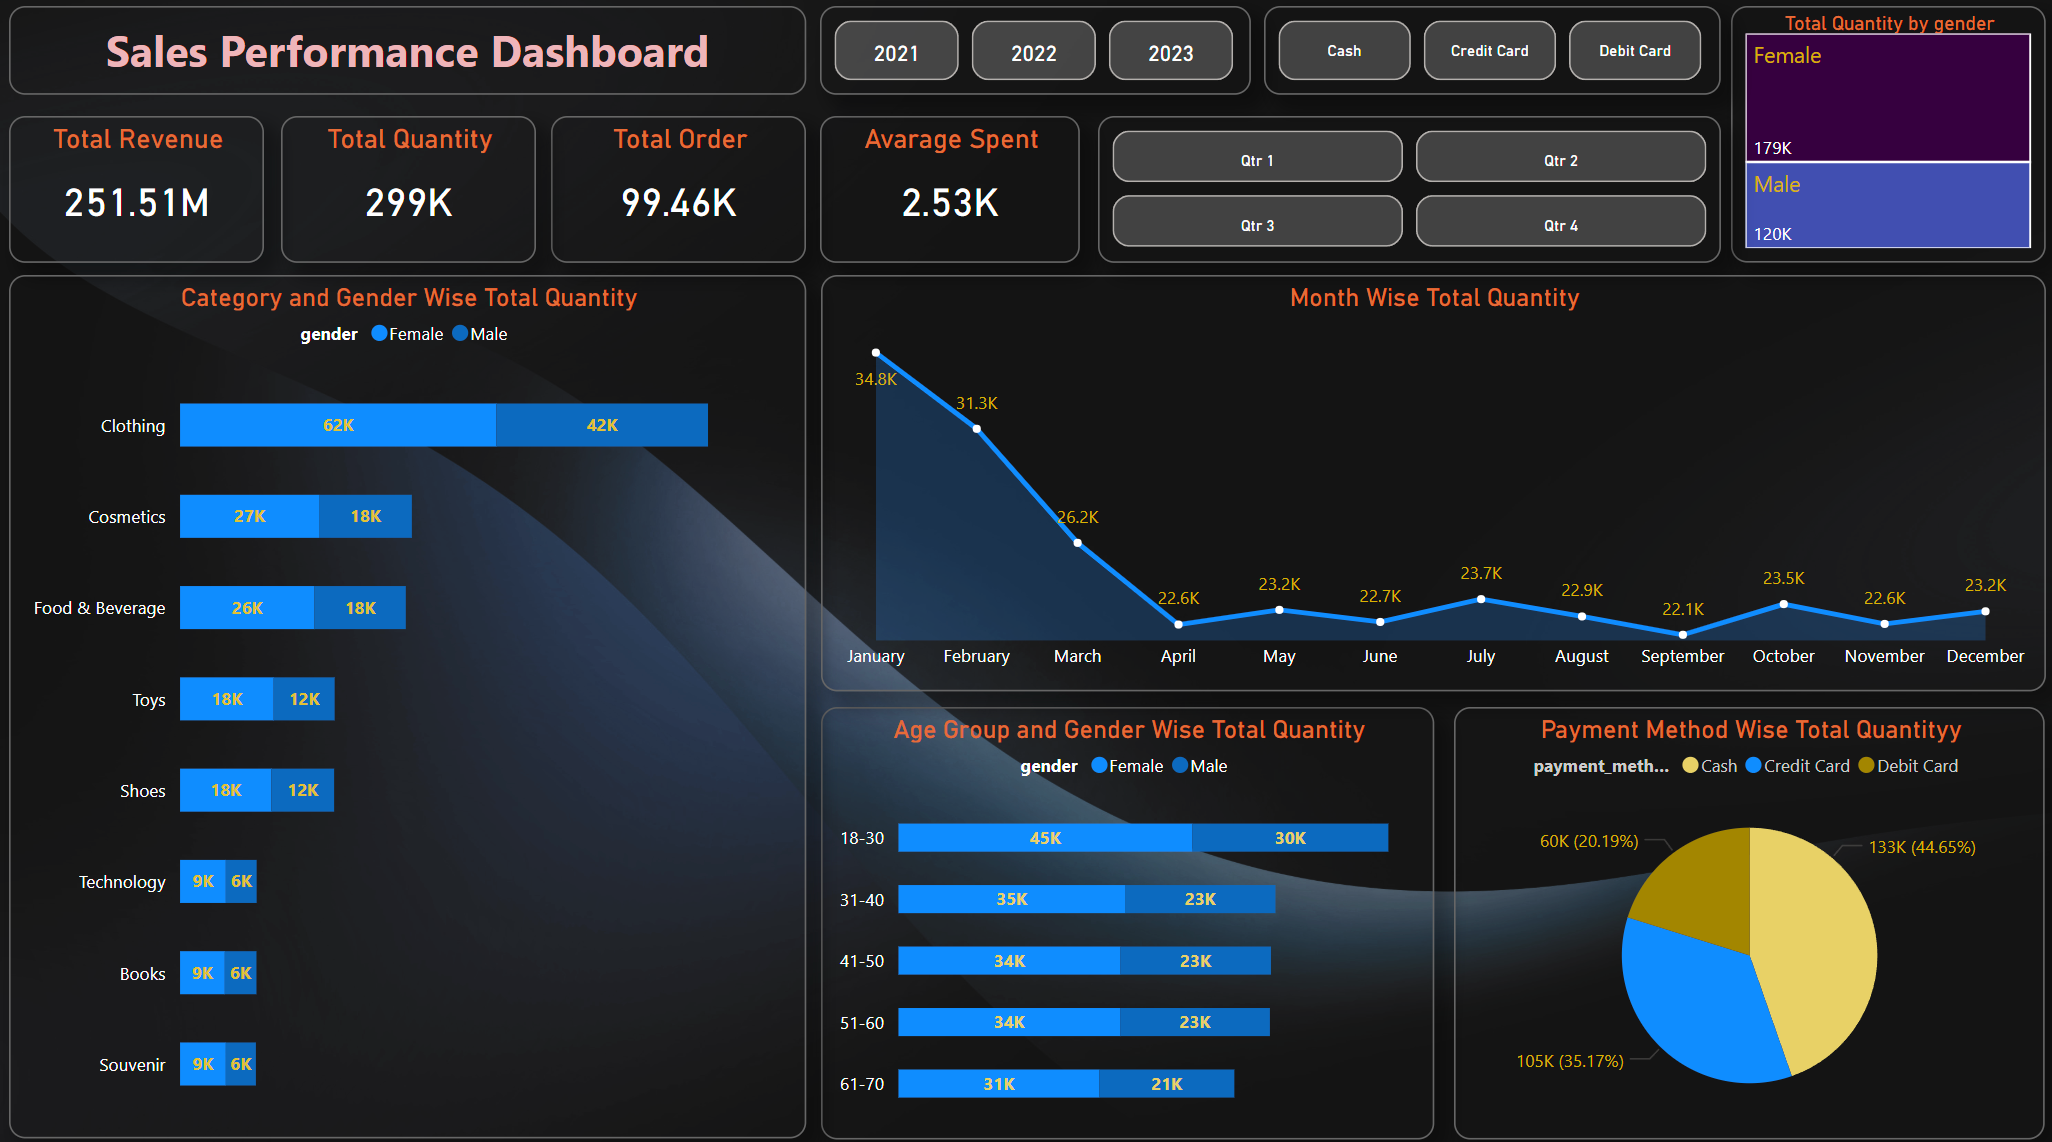 Sales Performance Dashboard
2021
2022
2023
Cash
Credit Card
Debit Card
Total Quantity by gender
Female
179K
Male
120K
Total Revenue
251.51M
Total Quantity
299K
Total Order
99.46K
Avarage Spent
2.53K
Qtr 1
Qtr 2
Qtr 3
Qtr 4
Category and Gender Wise Total Quantity
gender Female Male
Clothing 62K 42K
Cosmetics 27K 18K
Food & Beverage 26K 18K
Toys 18K 12K
Shoes 18K 12K
Technology 9K 6K
Books 9K 6K
Souvenir 9K 6K
Month Wise Total Quantity
34.8K
31.3K
26.2K
22.6K
23.2K
22.7K
23.7K
22.9K
22.1K
23.5K
22.6K
23.2K
January February March April May June July August September October November December
Age Group and Gender Wise Total Quantity
gender Female Male
18-30 45K 30K
31-40 35K 23K
41-50 34K 23K
51-60 34K 23K
61-70 31K 21K
Payment Method Wise Total Quantityy
payment_meth... Cash Credit Card Debit Card
60K (20.19%)
133K (44.65%)
105K (35.17%)